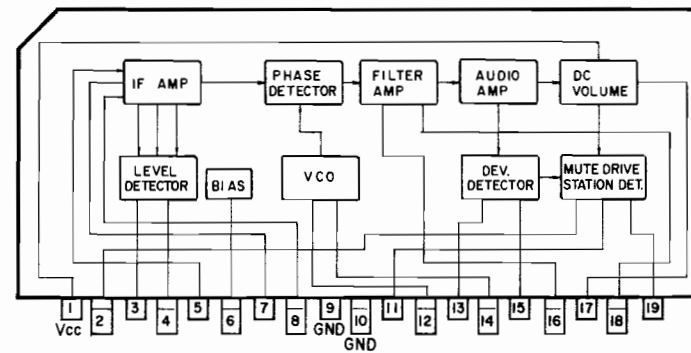 IF AMP
PHASE
DETECTOR
FILTER
AMP
AUDIO
AMP
DC
VOLUME
LEVEL
DETECTOR
BIAS
VCO
DEV.
DETECTOR
MUTE DRIVE
STATION DET.
1
2
3
4
5
6
7
8
9
10
11
12
13
14
15
16
17
18
19
Vcc
GND
GND